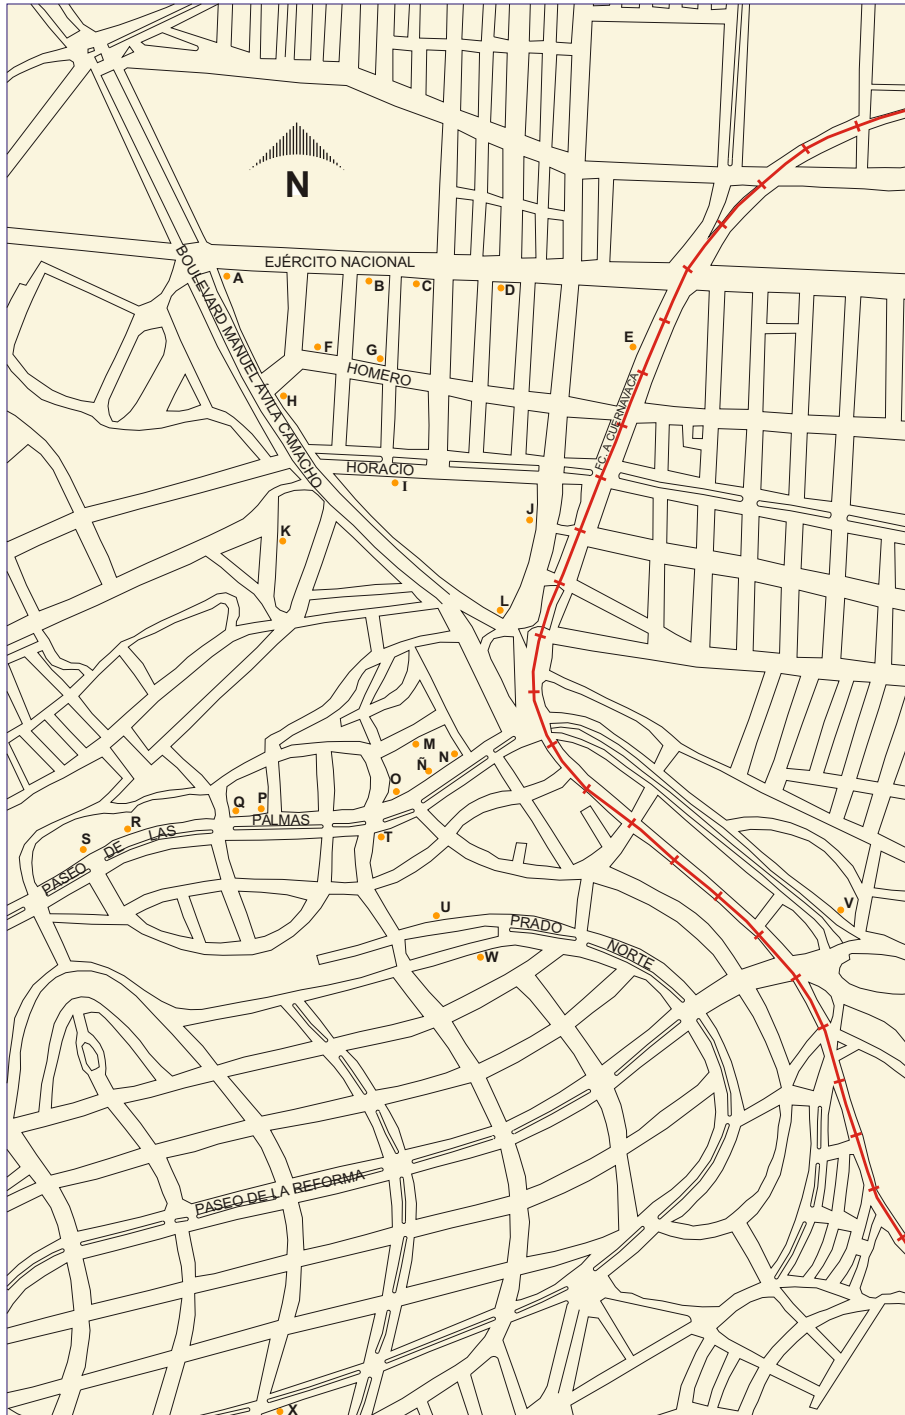 N
EJÉRCITO NACIONAL
BOULEVARD MANUEL ÁVILA CAMACHO
A
B
C
D
E
F
G
HOMERO
H
FC. A CUERNAVACA
HORACIO
I
J
K
L
M
N
Ñ
O
P
Q
PALMAS
R
S
PASEO DE LAS
T
U
V
PRADO
NORTE
W
PASEO DE LA REFORMA
X